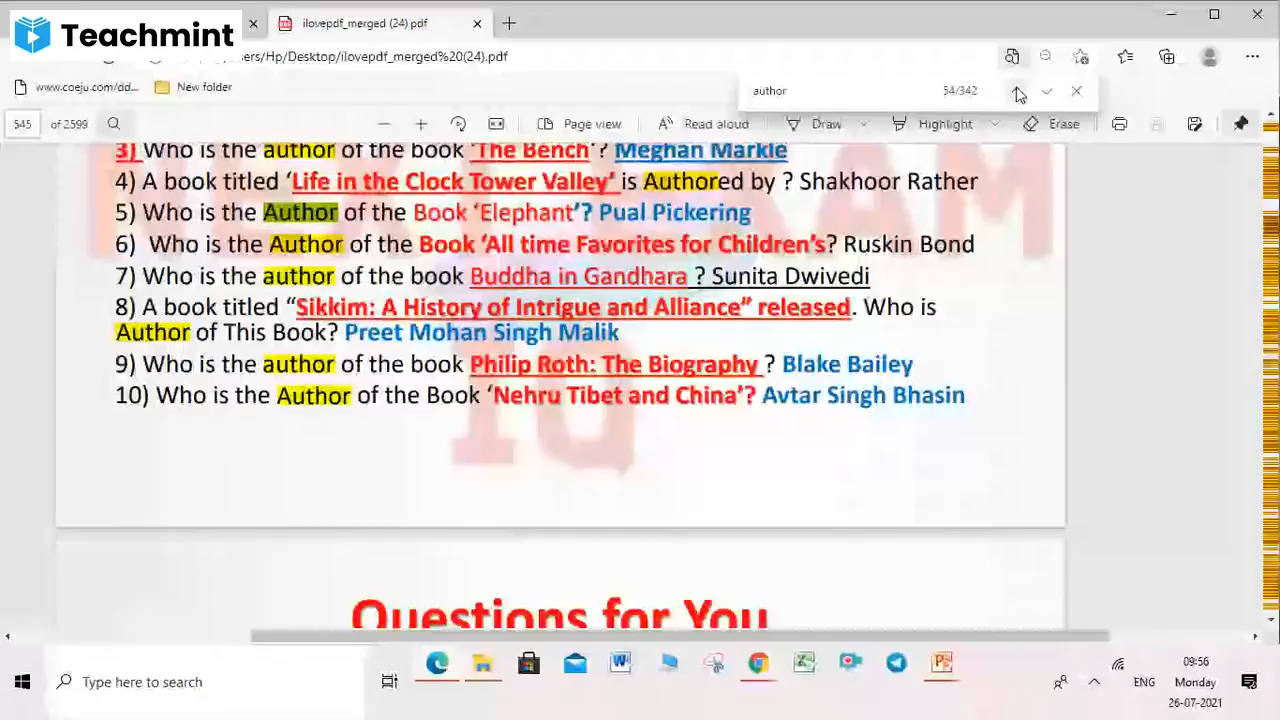 Teachmint
ilovepdf_merged (24).pdf
ers/Hp/Desktop/ilovepdf_merged%20(24).pdf
www.coeju.com/dd... New folder
author 54/342
545 of 2599 Page view Read aloud Draw Highlight Erase
3) Who is the author of the book 'The Bench'? Meghan Markle
4) A book titled ‘Life in the Clock Tower Valley’ is Authored by ? Shakhoor Rather
5) Who is the Author of the Book ‘Elephant’? Pual Pickering
6) Who is the Author of the Book ‘All time Favorites for Children’s? Ruskin Bond
7) Who is the author of the book Buddha in Gandhara ? Sunita Dwivedi
8) A book titled “Sikkim: A History of Intrigue and Alliance” released. Who is
Author of This Book? Preet Mohan Singh Malik
9) Who is the author of the book Philip Roth: The Biography ? Blake Bailey
10) Who is the Author of the Book ‘Nehru Tibet and China’? Avtar Singh Bhasin
IQ
Questions for You
Type here to search
ENG
09:56
Monday
26-07-2021